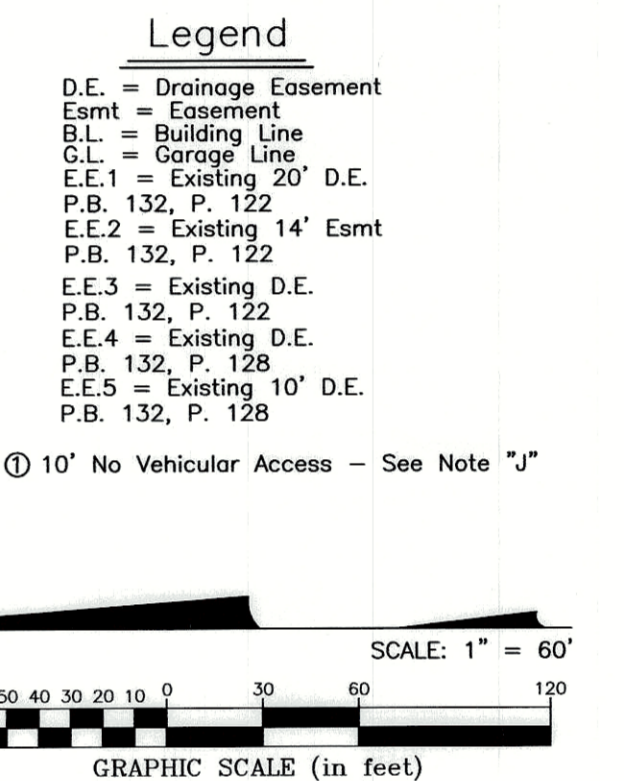 Legend
D.E. = Drainage Easement
Esmt = Easement
B.L. = Building Line
G.L. = Garage Line
E.E.1 = Existing 20' D.E.
P.B. 132, P. 122
E.E.2 = Existing 14' Esmt
P.B. 132, P. 122
E.E.3 = Existing D.E.
P.B. 132, P. 122
E.E.4 = Existing D.E.
P.B. 132, P. 128
E.E.5 = Existing 10' D.E.
P.B. 132, P. 128
① 10' No Vehicular Access – See Note "J"
SCALE: 1" = 60'
50 40 30 20 10 0 30 60 120
GRAPHIC SCALE (in feet)